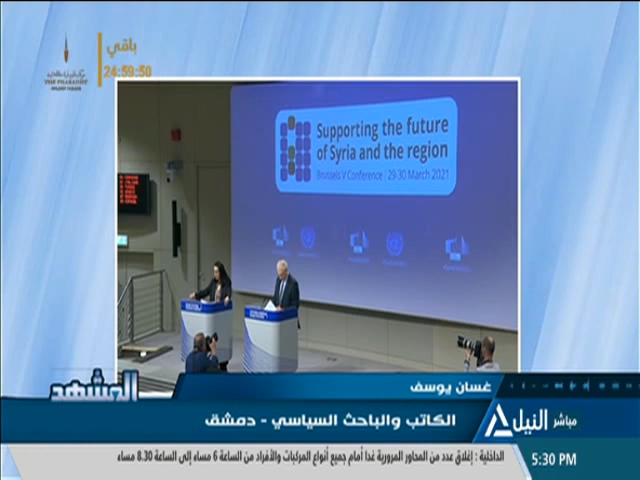 باقي
24:59:50
Supporting the future
of Syria and the region
Brussels V Conference | 29-30 March 2021
المشهد
غسان يوسف
الكاتب والباحث السياسي - دمشق
مباشر النيل
الداخلية : إغلاق عدد من المحاور المرورية غدا أمام جميع أنواع المركبات والأفراد من الساعة 6 مساء إلى الساعة 8.30 مساء
5:30 PM